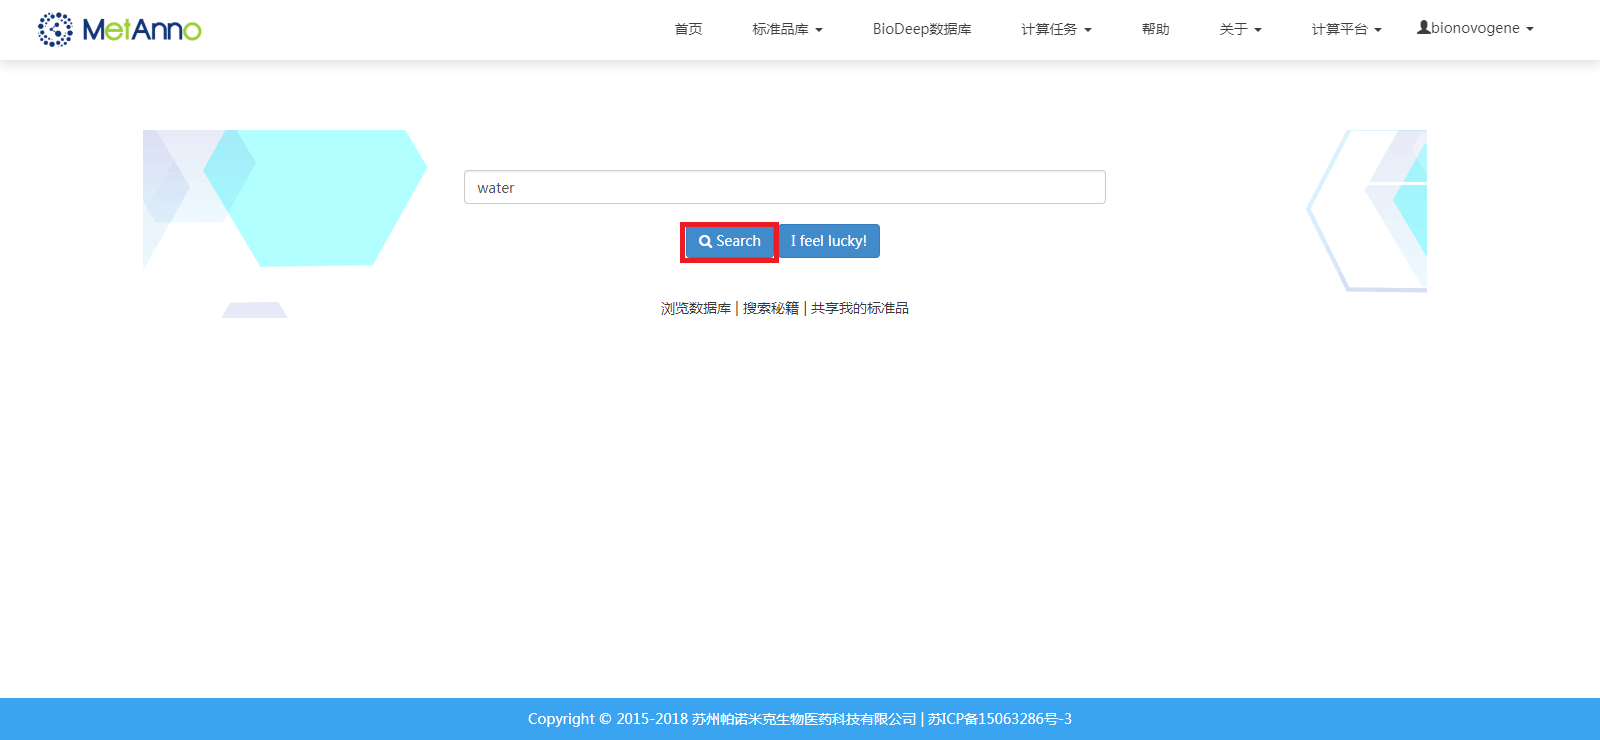 MetAnno 首页 标准品库 BioDeep数据库 计算任务 帮助 关于 计算平台 bionovogene
water
Search I feel lucky!
浏览数据库 | 搜索秘籍 | 共享我的标准品
Copyright © 2015-2018 苏州帕诺米克生物医药科技有限公司 | 苏ICP备15063286号-3